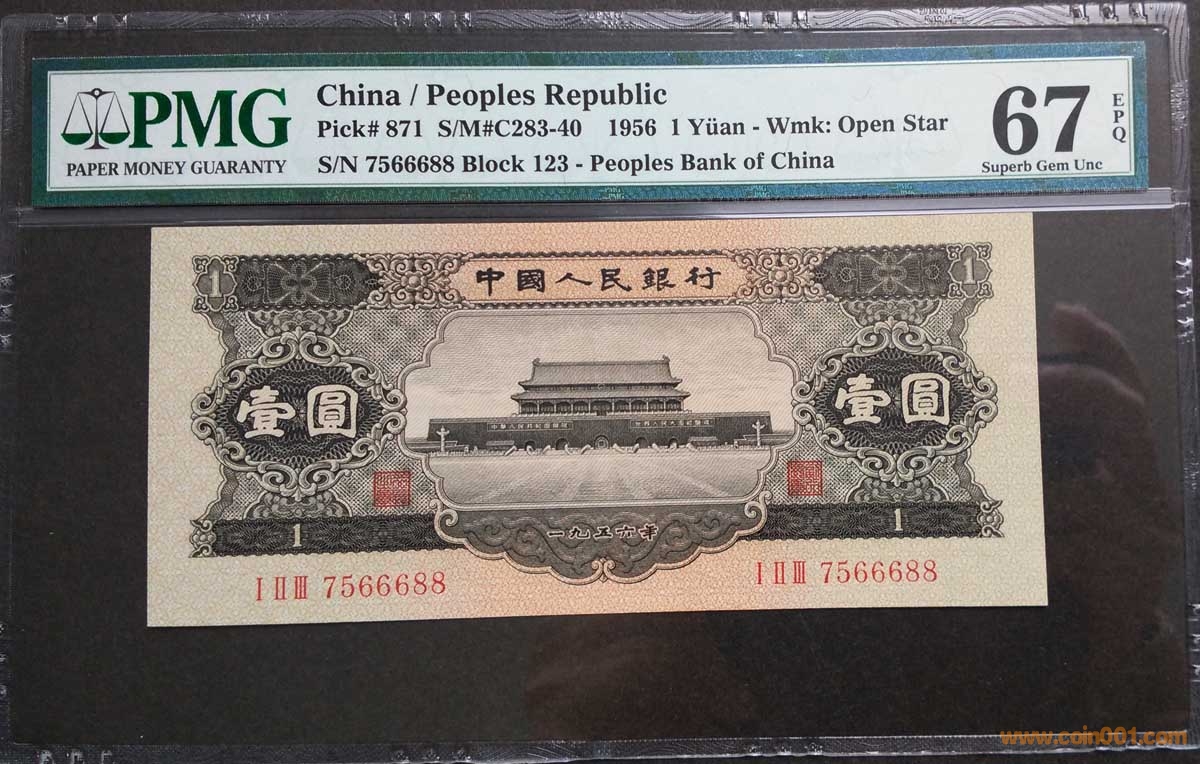 PMG
PAPER MONEY GUARANTY
China / Peoples Republic
Pick# 871 S/M#C283-40 1956 1 Yüan - Wmk: Open Star
S/N 7566688 Block 123 - Peoples Bank of China
67
EPQ
Superb Gem Unc
1
中國人民銀行
1
壹圓
壹圓
1
一九五六年
1
I II III 7566688
I II III 7566688
www.coin001.com